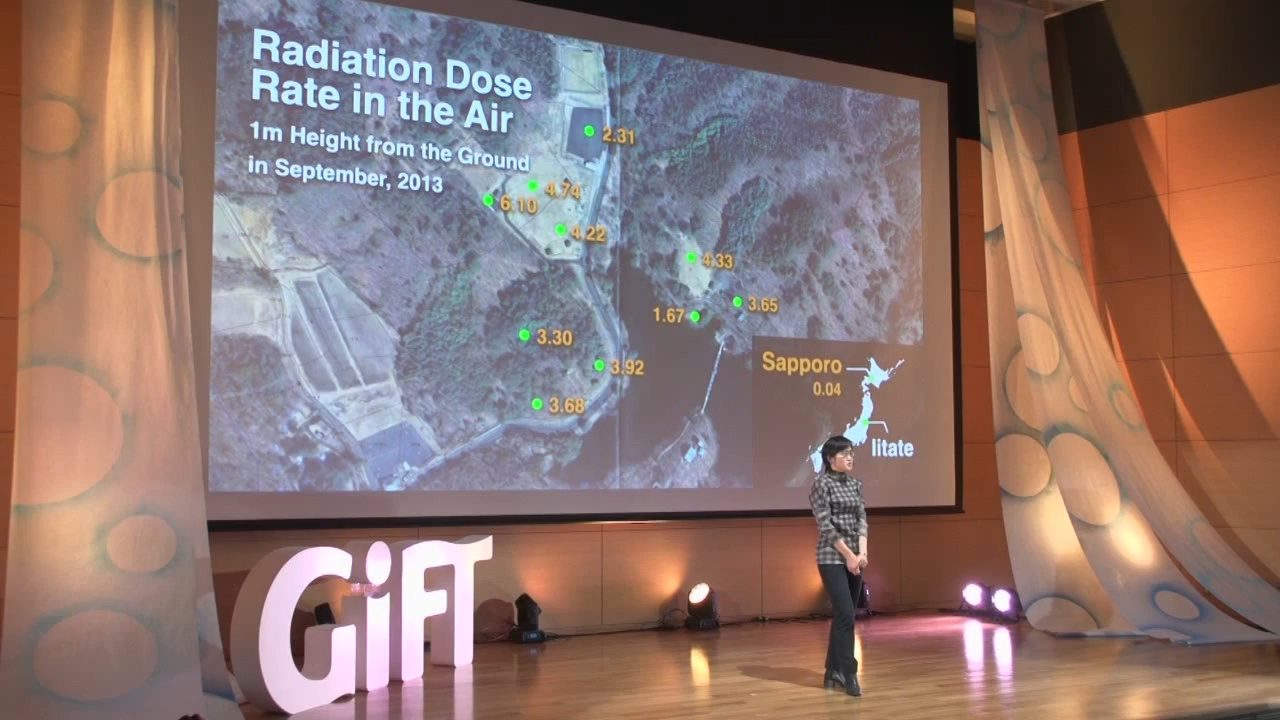 Radiation Dose
Rate in the Air
1m Height from the Ground
in September, 2013
2.31
4.74
6.10
4.22
4.33
3.65
1.67
3.30
3.92
3.68
Sapporo
0.04
Iitate
GiFT